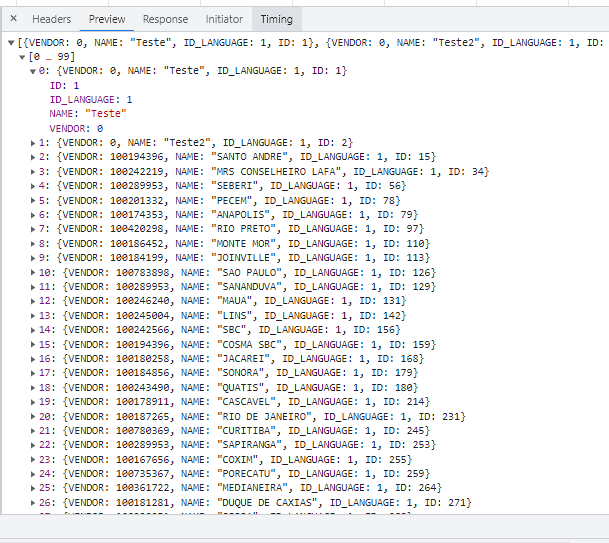 × Headers Preview Response Initiator Timing
▼[{VENDOR: 0, NAME: "Teste", ID_LANGUAGE: 1, ID: 1}, {VENDOR: 0, NAME: "Teste2", ID_LANGUAGE: 1, ID:
▼[0 … 99]
▼0: {VENDOR: 0, NAME: "Teste", ID_LANGUAGE: 1, ID: 1}
ID: 1
ID_LANGUAGE: 1
NAME: "Teste"
VENDOR: 0
▶1: {VENDOR: 0, NAME: "Teste2", ID_LANGUAGE: 1, ID: 2}
▶2: {VENDOR: 100194396, NAME: "SANTO ANDRE", ID_LANGUAGE: 1, ID: 15}
▶3: {VENDOR: 100242219, NAME: "MRS CONSELHEIRO LAFA", ID_LANGUAGE: 1, ID: 34}
▶4: {VENDOR: 100289953, NAME: "SEBERI", ID_LANGUAGE: 1, ID: 56}
▶5: {VENDOR: 100201332, NAME: "PECEM", ID_LANGUAGE: 1, ID: 78}
▶6: {VENDOR: 100174353, NAME: "ANAPOLIS", ID_LANGUAGE: 1, ID: 79}
▶7: {VENDOR: 100420298, NAME: "RIO PRETO", ID_LANGUAGE: 1, ID: 97}
▶8: {VENDOR: 100186452, NAME: "MONTE MOR", ID_LANGUAGE: 1, ID: 110}
▶9: {VENDOR: 100184199, NAME: "JOINVILLE", ID_LANGUAGE: 1, ID: 113}
▶10: {VENDOR: 100783898, NAME: "SAO PAULO", ID_LANGUAGE: 1, ID: 126}
▶11: {VENDOR: 100289953, NAME: "SANANDUVA", ID_LANGUAGE: 1, ID: 129}
▶12: {VENDOR: 100246240, NAME: "MAUA", ID_LANGUAGE: 1, ID: 131}
▶13: {VENDOR: 100245004, NAME: "LINS", ID_LANGUAGE: 1, ID: 142}
▶14: {VENDOR: 100242566, NAME: "SBC", ID_LANGUAGE: 1, ID: 156}
▶15: {VENDOR: 100194396, NAME: "COSMA SBC", ID_LANGUAGE: 1, ID: 159}
▶16: {VENDOR: 100180258, NAME: "JACAREI", ID_LANGUAGE: 1, ID: 168}
▶17: {VENDOR: 100184856, NAME: "SONORA", ID_LANGUAGE: 1, ID: 179}
▶18: {VENDOR: 100243490, NAME: "QUATIS", ID_LANGUAGE: 1, ID: 180}
▶19: {VENDOR: 100178911, NAME: "CASCAVEL", ID_LANGUAGE: 1, ID: 214}
▶20: {VENDOR: 100187265, NAME: "RIO DE JANEIRO", ID_LANGUAGE: 1, ID: 231}
▶21: {VENDOR: 100780369, NAME: "CURITIBA", ID_LANGUAGE: 1, ID: 245}
▶22: {VENDOR: 100289953, NAME: "SAPIRANGA", ID_LANGUAGE: 1, ID: 253}
▶23: {VENDOR: 100167656, NAME: "COXIM", ID_LANGUAGE: 1, ID: 255}
▶24: {VENDOR: 100735367, NAME: "PORECATU", ID_LANGUAGE: 1, ID: 259}
▶25: {VENDOR: 100361722, NAME: "MEDIANEIRA", ID_LANGUAGE: 1, ID: 264}
▶26: {VENDOR: 100181281, NAME: "DUQUE DE CAXIAS", ID_LANGUAGE: 1, ID: 271}